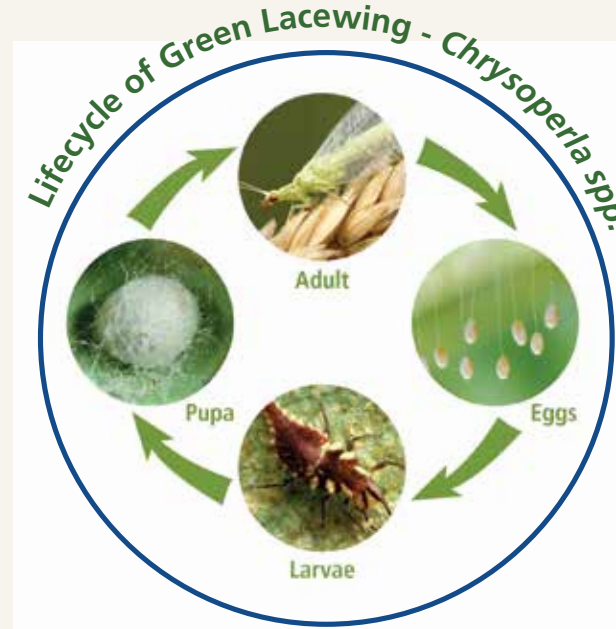 Lifecycle of Green Lacewing - Chrysoperla spp.
Adult
Eggs
Larvae
Pupa